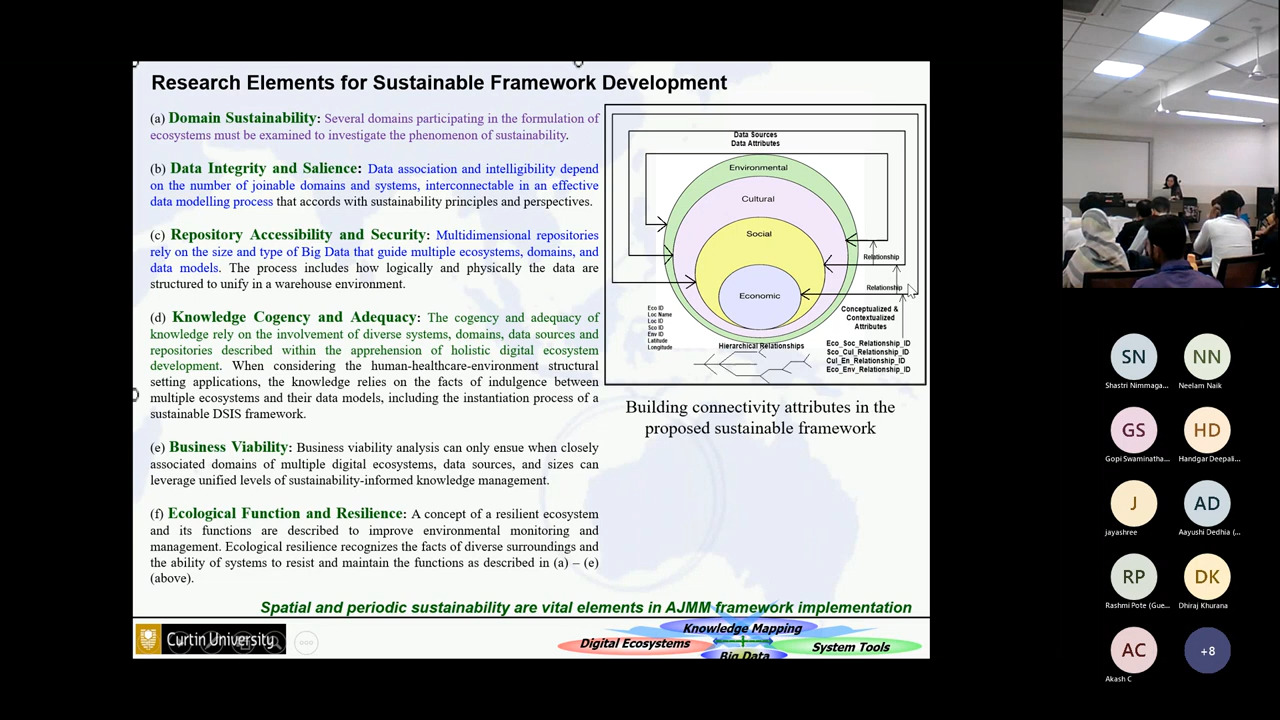 Research Elements for Sustainable Framework Development
(a) Domain Sustainability: Several domains participating in the formulation of
ecosystems must be examined to investigate the phenomenon of sustainability.
(b) Data Integrity and Salience: Data association and intelligibility depend
on the number of joinable domains and systems, interconnectable in an effective
data modelling process that accords with sustainability principles and perspectives.
(c) Repository Accessibility and Security: Multidimensional repositories
rely on the size and type of Big Data that guide multiple ecosystems, domains, and
data models. The process includes how logically and physically the data are
structured to unify in a warehouse environment.
(d) Knowledge Cogency and Adequacy: The cogency and adequacy of
knowledge rely on the involvement of diverse systems, domains, data sources and
repositories described within the apprehension of holistic digital ecosystem
development. When considering the human-healthcare-environment structural
setting applications, the knowledge relies on the facts of indulgence between
multiple ecosystems and their data models, including the instantiation process of a
sustainable DSIS framework.
(e) Business Viability: Business viability analysis can only ensue when closely
associated domains of multiple digital ecosystems, data sources, and sizes can
leverage unified levels of sustainability-informed knowledge management.
(f) Ecological Function and Resilience: A concept of a resilient ecosystem
and its functions are described to improve environmental monitoring and
management. Ecological resilience recognizes the facts of diverse surroundings and
the ability of systems to resist and maintain the functions as described in (a) – (e)
(above).
Data Sources
Data Attributes
Environmental
Cultural
Social
Economic
Relationship
Relationship
Eco ID
Loc Name
Loc ID
Sco ID
Env ID
Latitude
Longitude
Conceptualized &
Contextualized
Attributes
Hierarchical Relationships
Eco_Soc_Relationship_ID
Sco_Cul_Relationship_ID
Cul_En_Relationship_ID
Eco_Env_Relationship_ID
Building connectivity attributes in the
proposed sustainable framework
Spatial and periodic sustainability are vital elements in AJMM framework implementation
Curtin University
Knowledge Mapping
Digital Ecosystems
System Tools
Big Data
SN
Shastri Nimmaga...
NN
Neelam Naik
GS
Gopi Swaminatha...
HD
Handgar Deepali...
J
jayashree
AD
Aayushi Dedhia (...
RP
Rashmi Pote (Gue...
DK
Dhiraj Khurana
AC
Akash C
+8